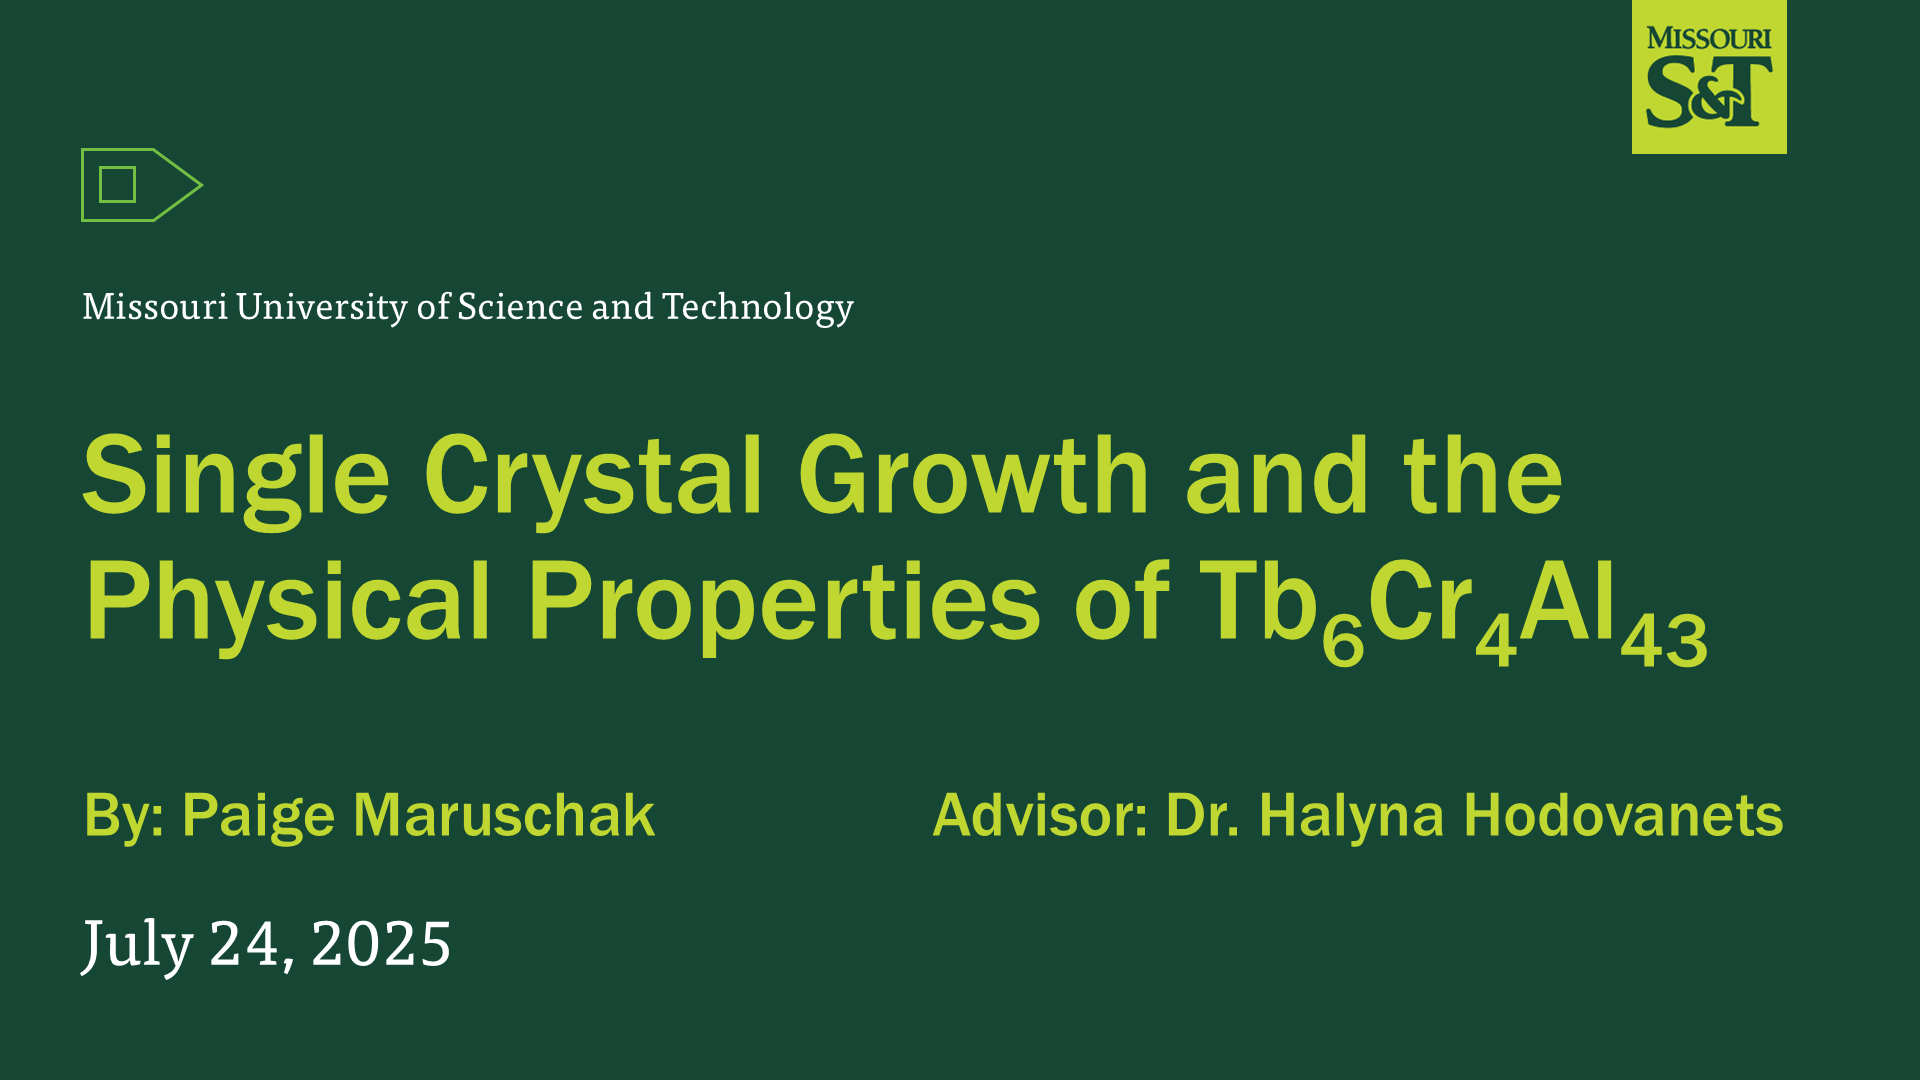 MISSOURI
S&T
Missouri University of Science and Technology
Single Crystal Growth and the
Physical Properties of Tb₆Cr₄Al₄₃
By: Paige Maruschak
Advisor: Dr. Halyna Hodovanets
July 24, 2025